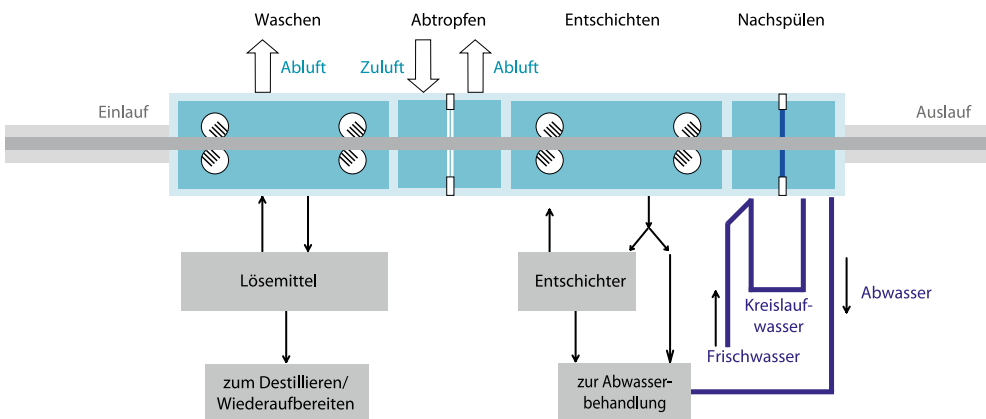 Waschen
Abtropfen
Entschichten
Nachspülen
Abluft
Zuluft
Abluft
Einlauf
Auslauf
Lösemittel
Entschichter
Kreislauf-
wasser
Abwasser
Frischwasser
zum Destillieren/
Wiederaufbereiten
zur Abwasser-
behandlung